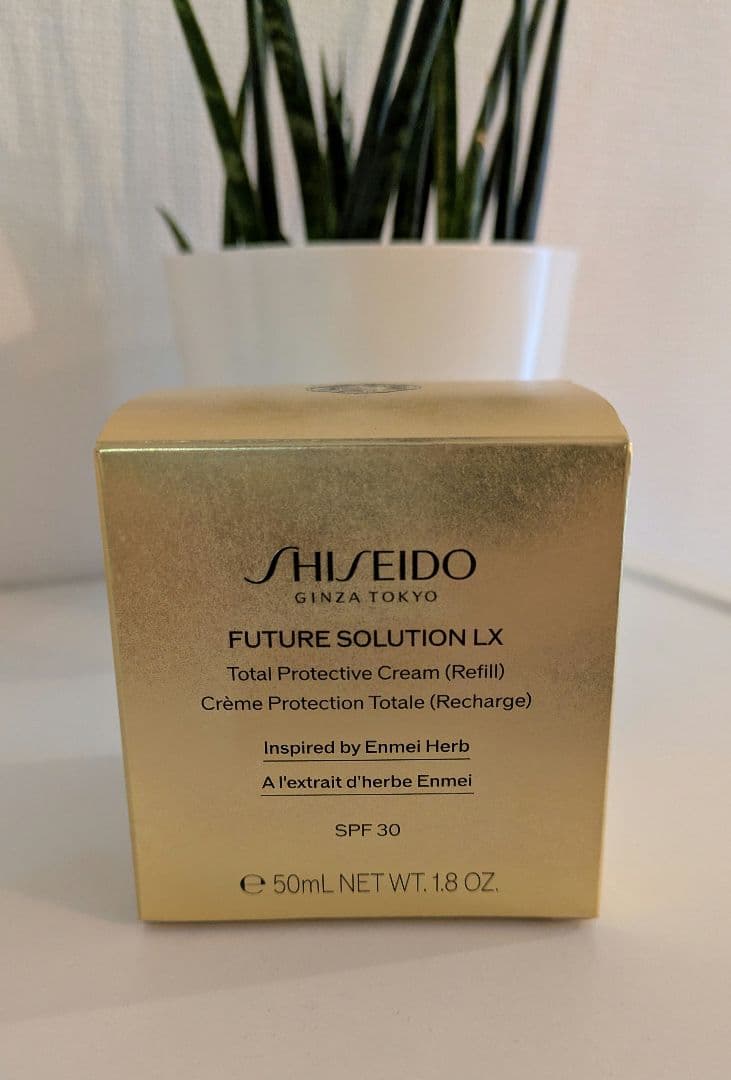 SHISEIDO
GINZA TOKYO
FUTURE SOLUTION LX
Total Protective Cream (Refill)
Crème Protection Totale (Recharge)
Inspired by Enmei Herb
A l'extrait d'herbe Enmei
SPF 30
℮ 50mL NET WT. 1.8 OZ.